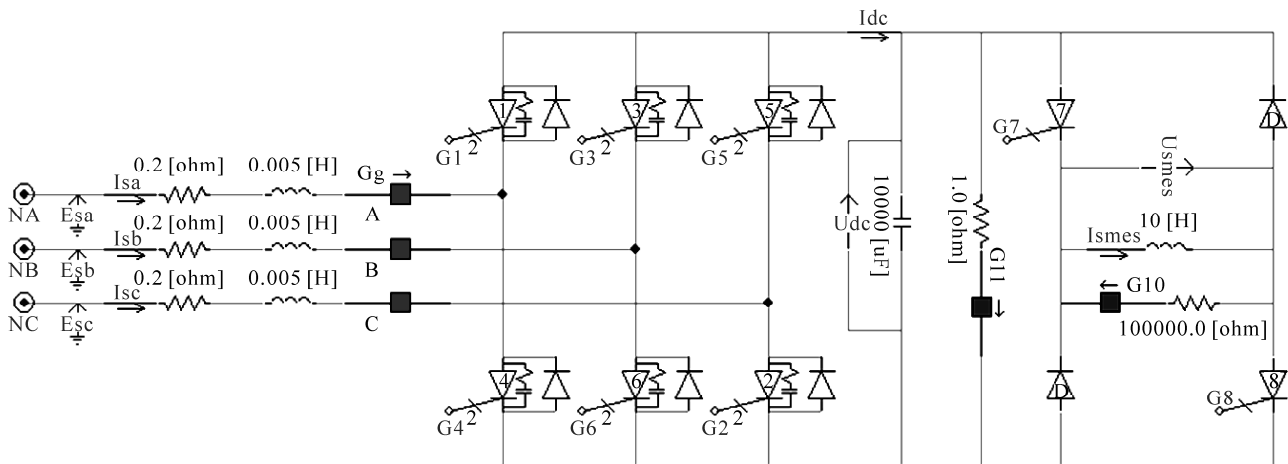 Idc
1
3
5
7
D
G1 2
G3 2
G5 2
G7
0.2 [ohm]
0.005 [H]
Gg
Isa
NA
Esa
A
Usmes
0.2 [ohm]
0.005 [H]
Isb
NB
Esb
B
Udc
10000 [uF]
1.0 [ohm]
10 [H]
Ismes
0.2 [ohm]
0.005 [H]
Isc
NC
Esc
C
G11
G10
100000.0 [ohm]
4
6
2
D
8
G4 2
G6 2
G2 2
G8